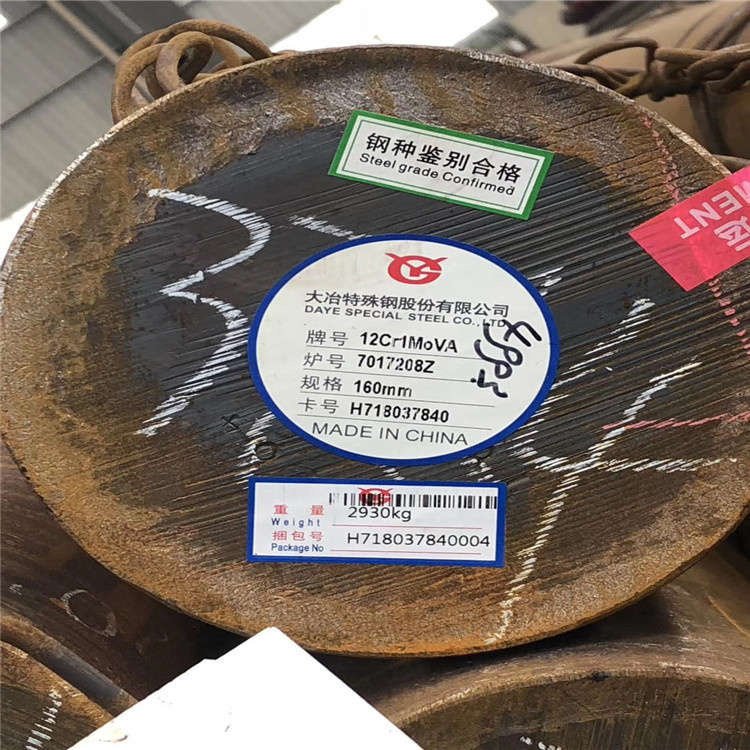 钢种鉴别合格
Steel grade Confirmed
MENT
大冶特殊钢股份有限公司
DAYE SPECIAL STEEL CO., LTD
牌号 12Cr1MoVA
炉号 7017208Z
规格 160mm
卡号 H718037840
MADE IN CHINA
重量 2930kg
Weight
捆包号 H718037840004
Package No